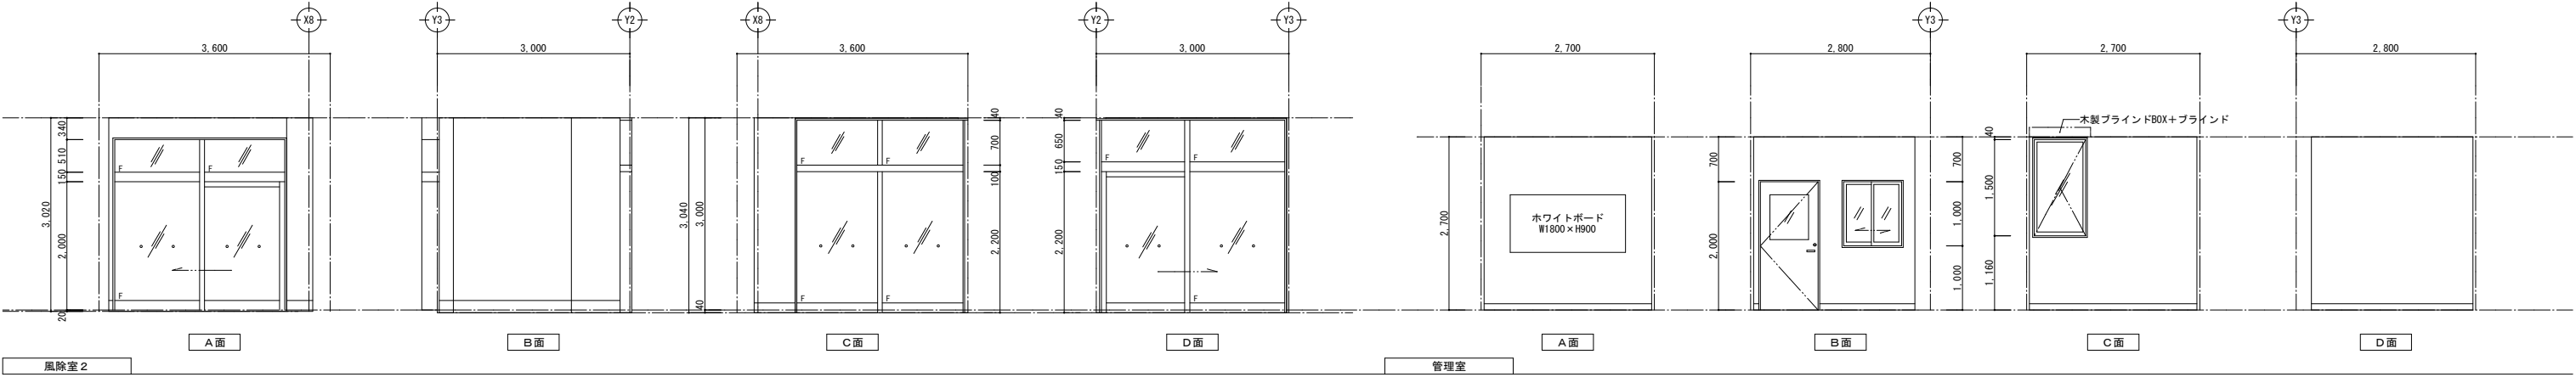 X8
Y3
Y2
X8
Y2
Y3
Y3
Y3
3,600
3,000
3,600
3,000
2,700
2,800
2,700
2,800
340
510
150
2,000
3,020
20
F
F
F
A面
B面
3,040
3,000
40
F
F
F
F
40
700
100
2,200
C面
40
650
150
2,200
F
F
D面
風除室2
2,700
ホワイトボード
W1800×H900
A面
700
2,000
700
1,000
1,000
B面
木製ブラインドBOX+ブラインド
40
1,500
1,160
C面
D面
管理室